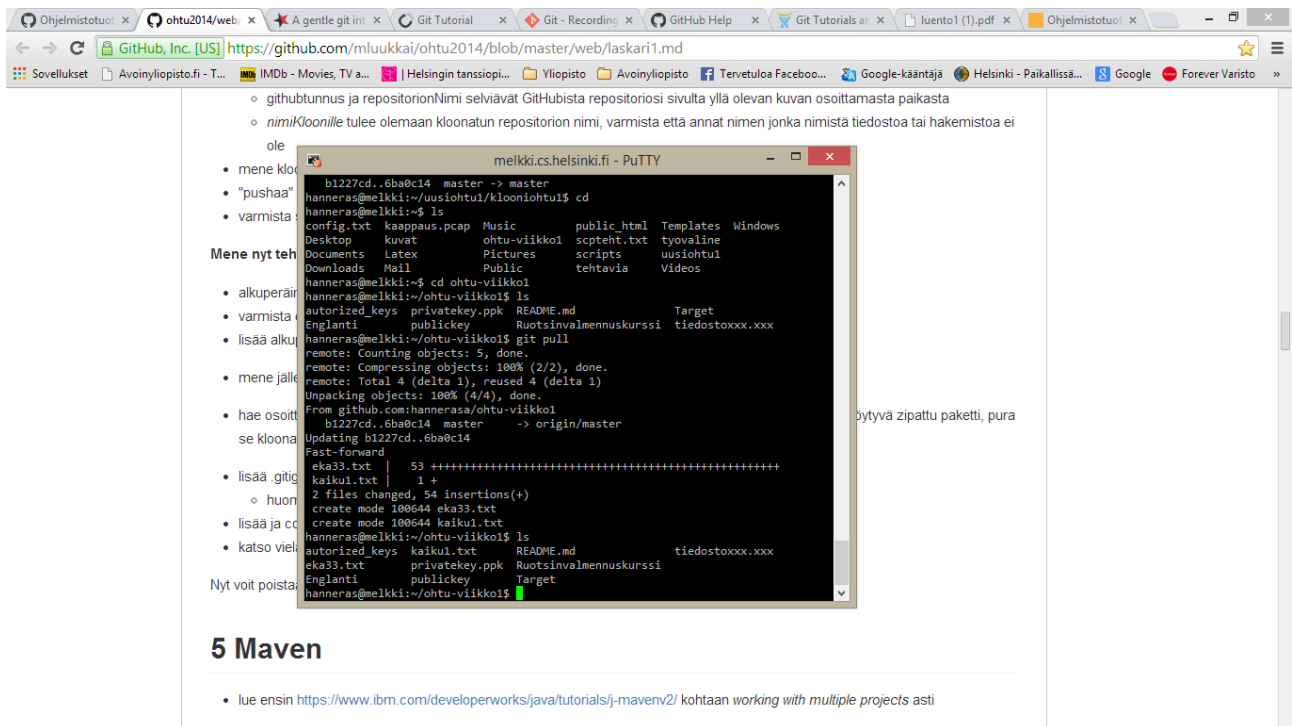 Ohjelmistotuot
ohtu2014/web/
A gentle git int
Git Tutorial
Git - Recording
GitHub Help
Git Tutorials ar
luento1 (1).pdf
Ohjelmistotuot
GitHub, Inc. [US] https://github.com/mluukkai/ohtu2014/blob/master/web/laskari1.md
Sovellukset
Avoinyliopisto.fi - T...
IMDb - Movies, TV a...
| Helsingin tanssiopi...
Yliopisto
Avoinyliopisto
Tervetuloa Faceboo...
Google-kääntäjä
Helsinki - Paikallissä...
Google
Forever Varisto
»
githubtunnus ja repositorionNimi selviävät GitHubista repositoriosi sivulta yllä olevan kuvan osoittamasta paikasta
nimiKloonille tulee olemaan kloonatun repositorion nimi, varmista että annat nimen jonka nimistä tiedostoa tai hakemistoa ei
ole
mene kloo
"pushaa"
varmista s
Mene nyt teh
alkuperäir
varmista e
lisää alkup
mene jälle
hae osoitt öytyvä zipattu paketti, pura
se kloona
lisää .gitig
huom
lisää ja co
katso vielä
Nyt voit poistaa
melkki.cs.helsinki.fi - PuTTY
b1227cd..6ba0c14 master -> master
hanneras@melkki:~/uusiohtu1/klooniohtu1$ cd
hanneras@melkki:~$ ls
config.txt kaappaus.pcap Music public_html Templates Windows
Desktop kuvat ohtu-viikko1 scpteht.txt tyovaline
Documents Latex Pictures scripts uusiohtu1
Downloads Mail Public tehtavia Videos
hanneras@melkki:~$ cd ohtu-viikko1
hanneras@melkki:~/ohtu-viikko1$ ls
autorized_keys privatekey.ppk README.md Target
Englanti publickey Ruotsinvalmennuskurssi tiedostoxxx.xxx
hanneras@melkki:~/ohtu-viikko1$ git pull
remote: Counting objects: 5, done.
remote: Compressing objects: 100% (2/2), done.
remote: Total 4 (delta 1), reused 4 (delta 1)
Unpacking objects: 100% (4/4), done.
From github.com:hannerasa/ohtu-viikko1
b1227cd..6ba0c14 master -> origin/master
Updating b1227cd..6ba0c14
Fast-forward
eka33.txt | 53 +++++++++++++++++++++++++++++++++++++++++++++++++++++
kaiku1.txt | 1 +
2 files changed, 54 insertions(+)
create mode 100644 eka33.txt
create mode 100644 kaiku1.txt
hanneras@melkki:~/ohtu-viikko1$ ls
autorized_keys kaiku1.txt README.md tiedostoxxx.xxx
eka33.txt privatekey.ppk Ruotsinvalmennuskurssi
Englanti publickey Target
hanneras@melkki:~/ohtu-viikko1$
5 Maven
lue ensin https://www.ibm.com/developerworks/java/tutorials/j-mavenv2/ kohtaan working with multiple projects asti